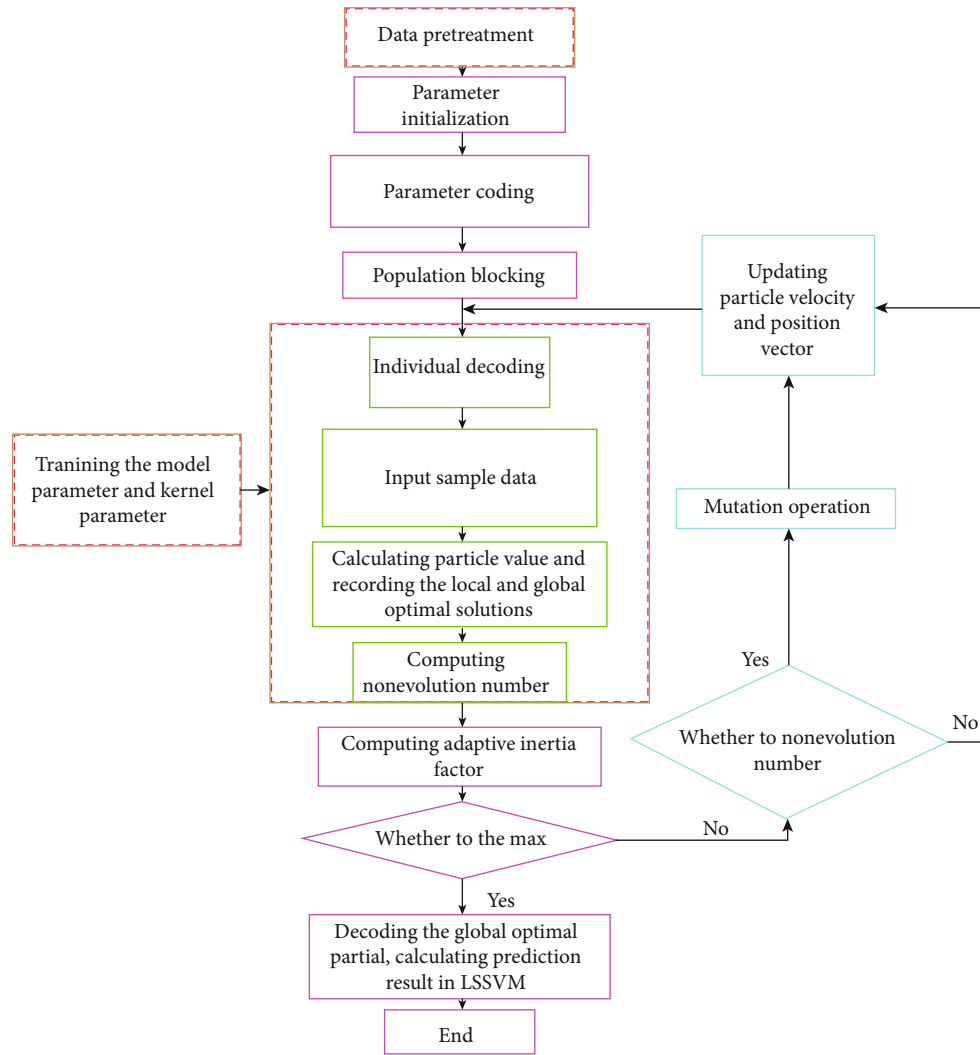 Data pretreatment
Parameter
initialization
Parameter coding
Population blocking
Updating
particle velocity
and position
vector
Individual decoding
Tranining the model
parameter and kernel
parameter
Input sample data
Mutation operation
Calculating particle value and
recording the local and global
optimal solutions
Computing
nonevolution number
Yes
No
Whether to nonevolution
number
Computing adaptive inertia
factor
Whether to the max
No
Yes
Decoding the global optimal
partial, calculating prediction
result in LSSVM
End